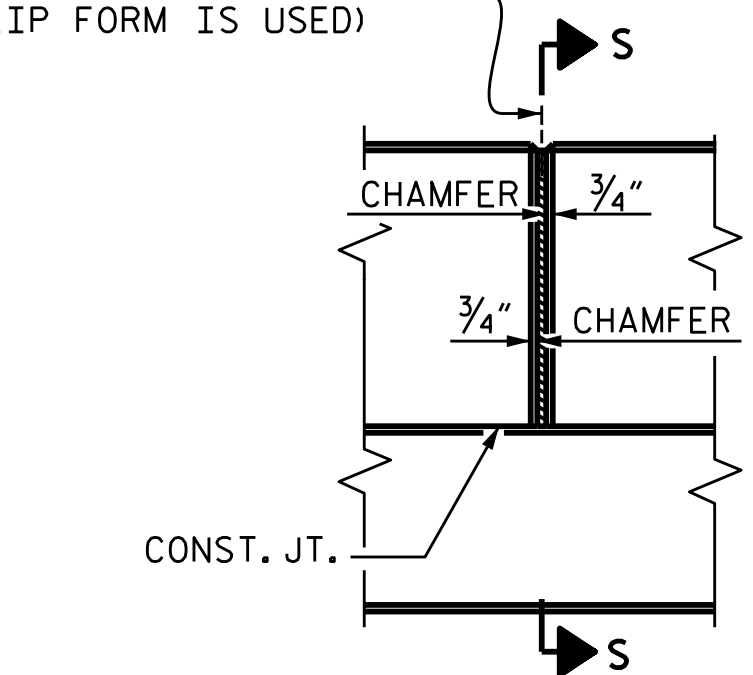 IP FORM IS USED)
S
CHAMFER 3/4"
3/4" CHAMFER
CONST. JT.
S